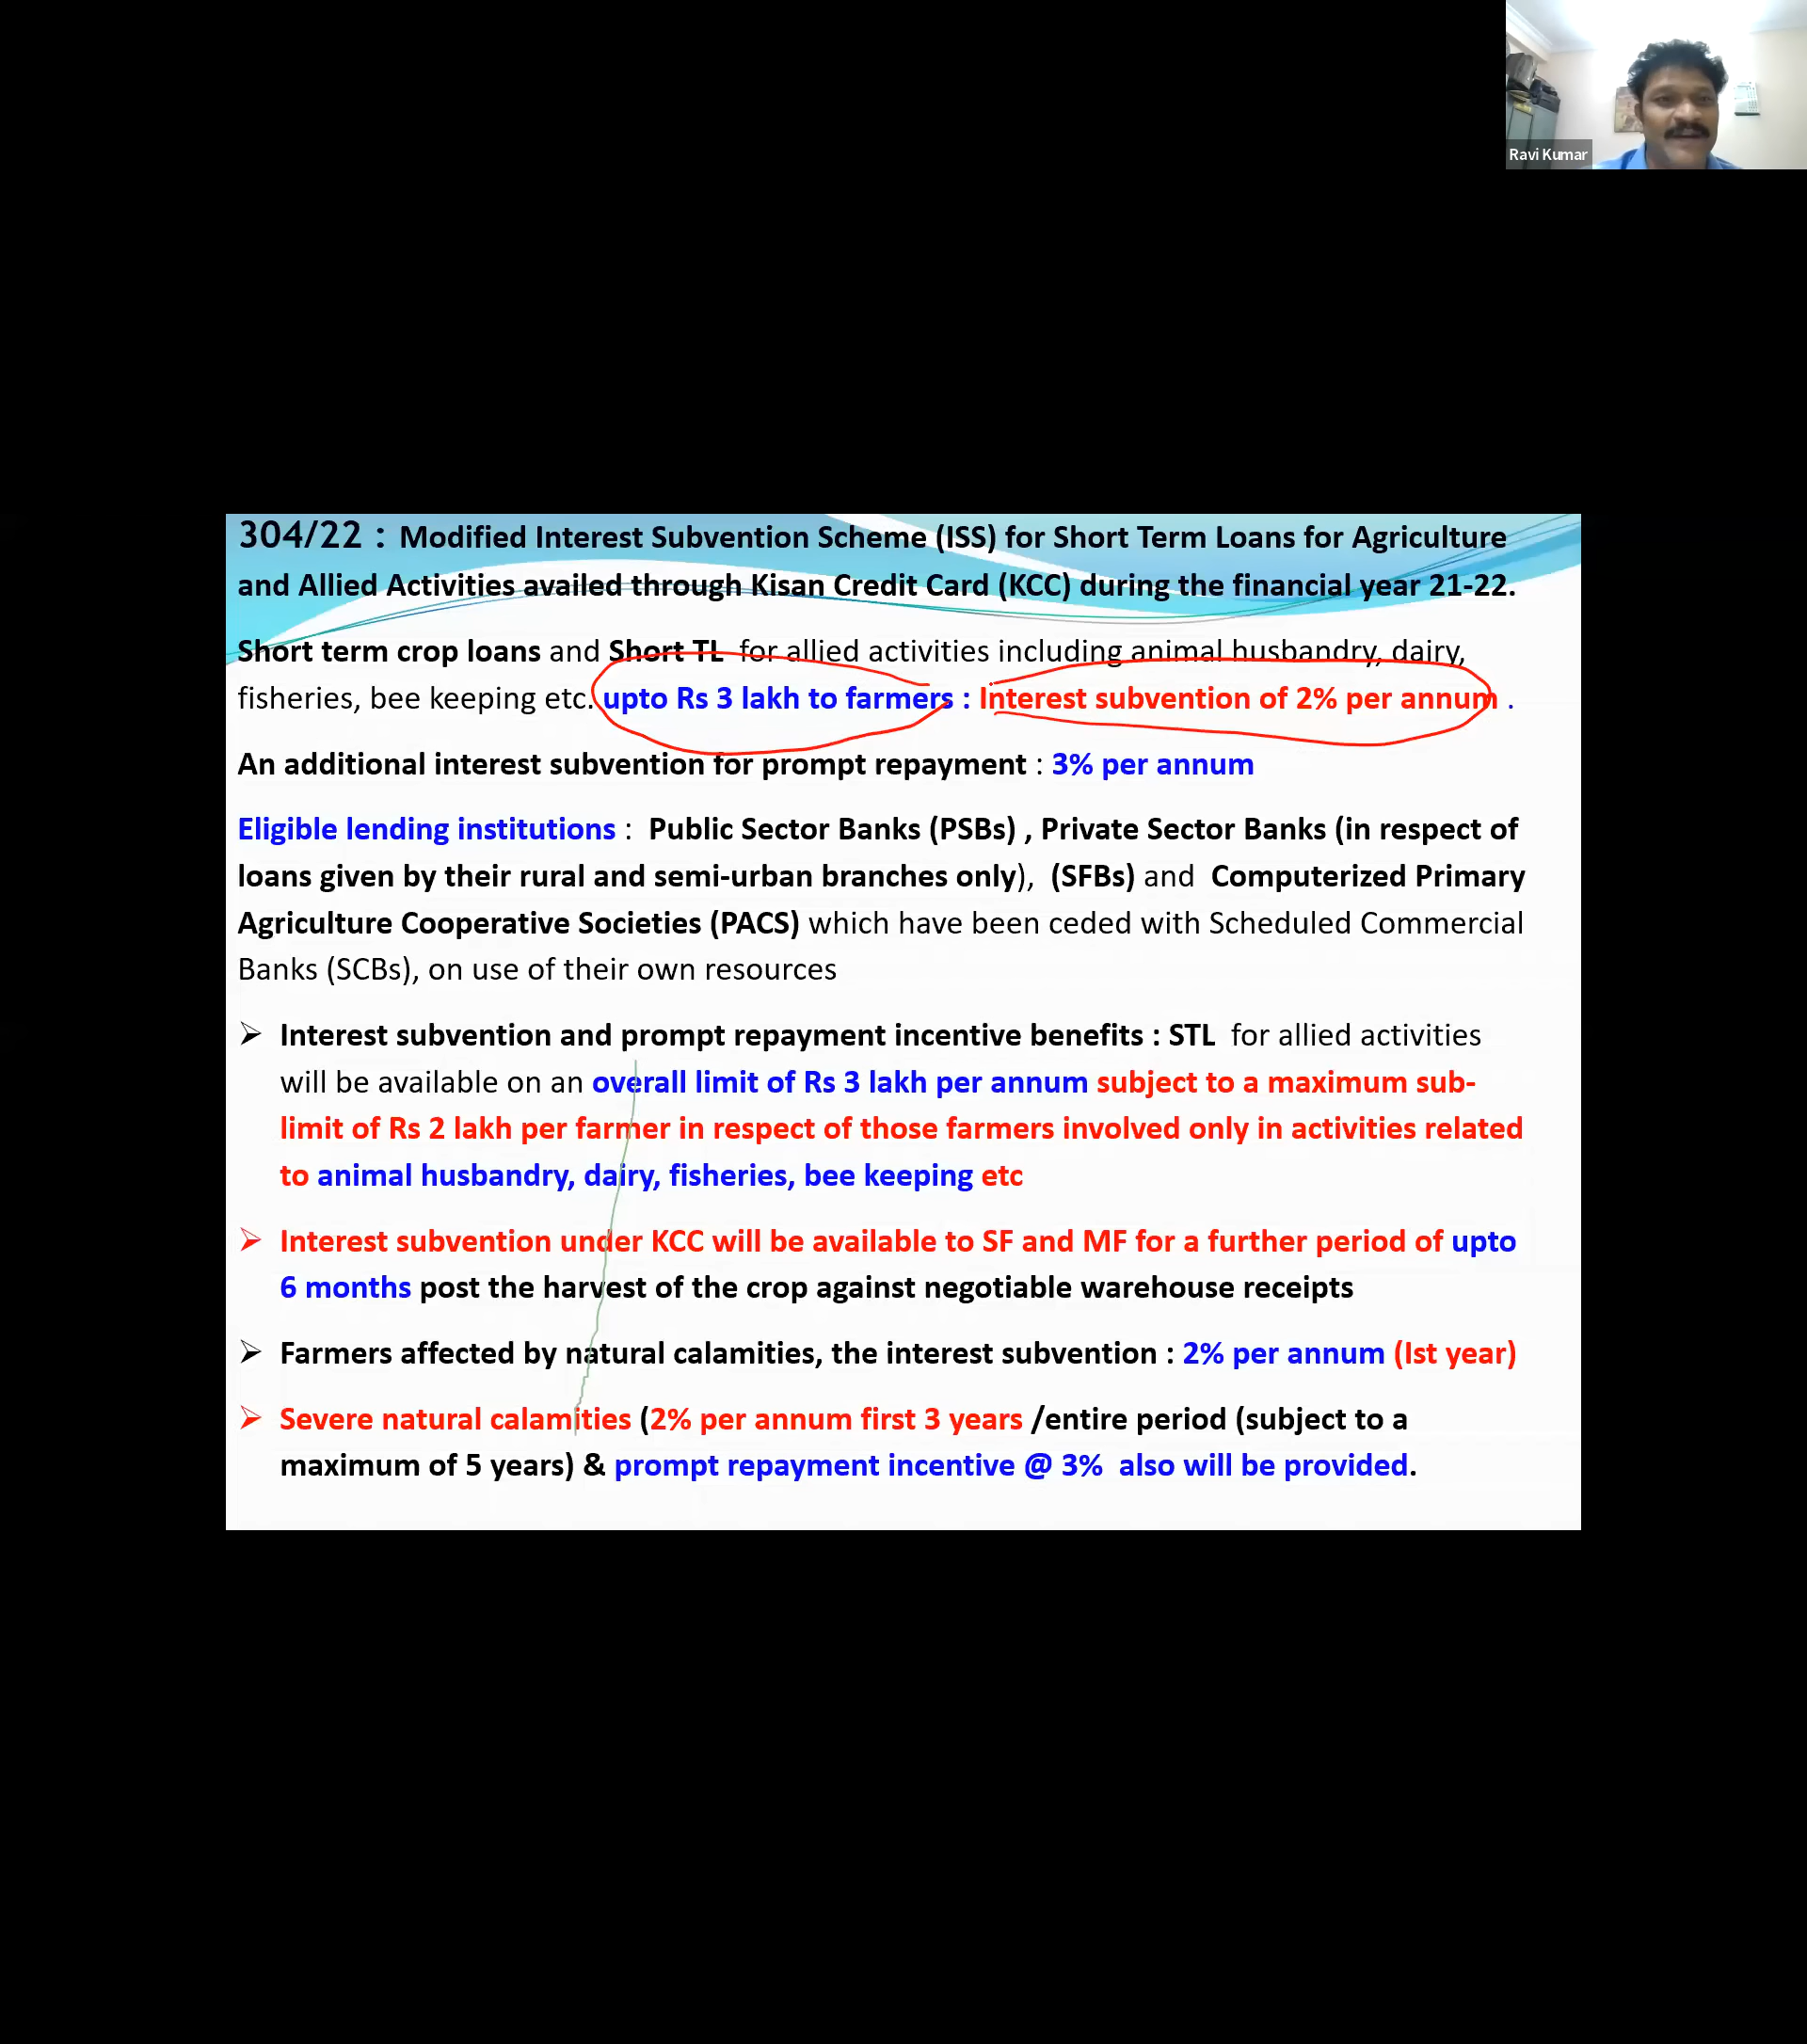 Ravi Kumar
304/22 : Modified Interest Subvention Scheme (ISS) for Short Term Loans for Agriculture
and Allied Activities availed through Kisan Credit Card (KCC) during the financial year 21-22.
Short term crop loans and Short TL for allied activities including animal husbandry, dairy,
fisheries, bee keeping etc. upto Rs 3 lakh to farmers : Interest subvention of 2% per annum .
An additional interest subvention for prompt repayment : 3% per annum
Eligible lending institutions : Public Sector Banks (PSBs) , Private Sector Banks (in respect of
loans given by their rural and semi-urban branches only), (SFBs) and Computerized Primary
Agriculture Cooperative Societies (PACS) which have been ceded with Scheduled Commercial
Banks (SCBs), on use of their own resources
➢ Interest subvention and prompt repayment incentive benefits : STL for allied activities
will be available on an overall limit of Rs 3 lakh per annum subject to a maximum sub-
limit of Rs 2 lakh per farmer in respect of those farmers involved only in activities related
to animal husbandry, dairy, fisheries, bee keeping etc
➢ Interest subvention under KCC will be available to SF and MF for a further period of upto
6 months post the harvest of the crop against negotiable warehouse receipts
➢ Farmers affected by natural calamities, the interest subvention : 2% per annum (Ist year)
➢ Severe natural calamities (2% per annum first 3 years /entire period (subject to a
maximum of 5 years) & prompt repayment incentive @ 3% also will be provided.